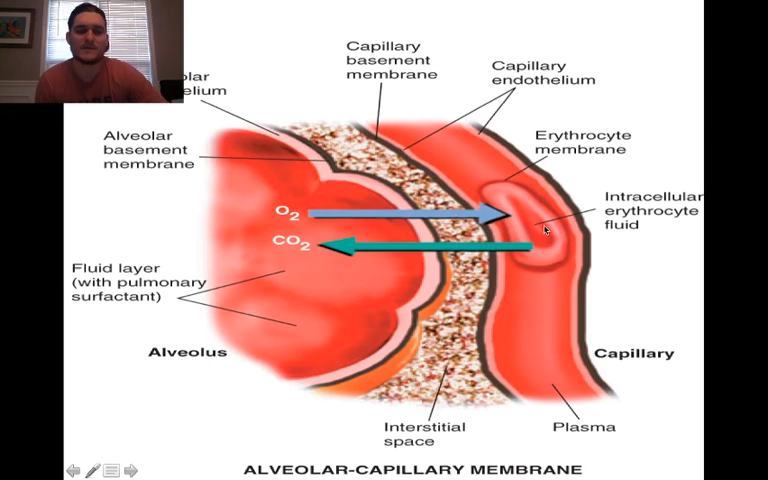 Capillary
basement
membrane
Capillary
endothelium
Alveolar
basement
membrane
Erythrocyte
membrane
Intracellular
erythrocyte
fluid
O2
CO2
Fluid layer
(with pulmonary
surfactant)
Alveolus
Capillary
Interstitial
space
Plasma
ALVEOLAR-CAPILLARY MEMBRANE